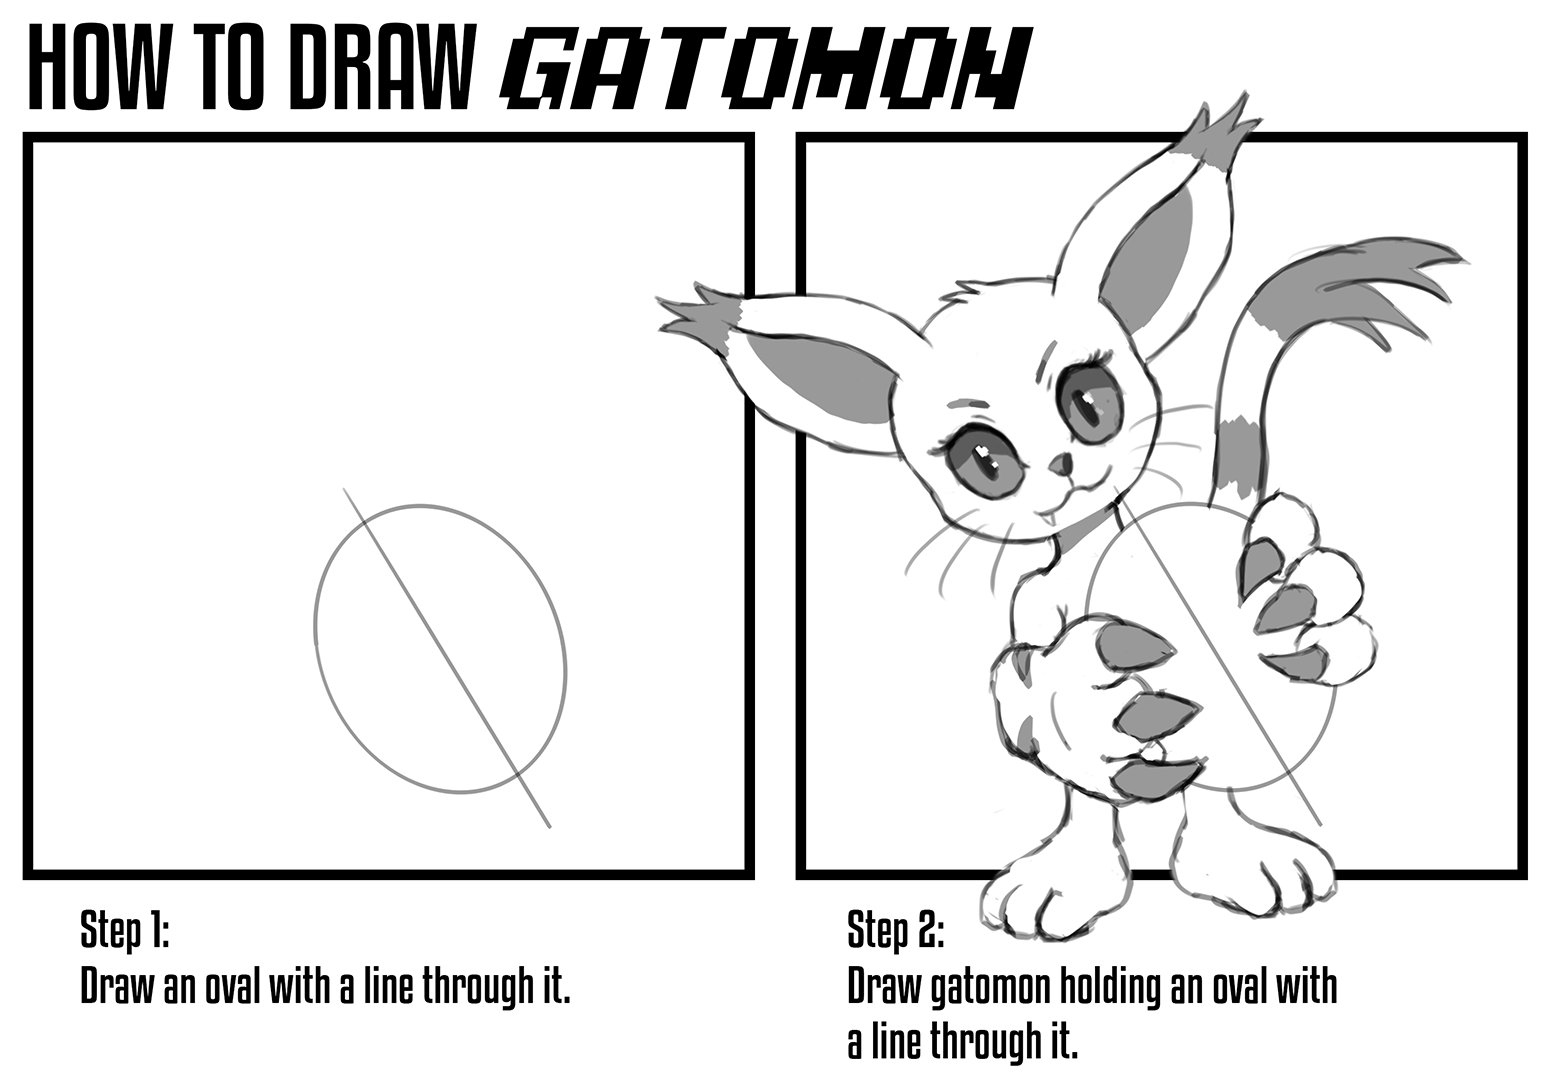 HOW TO DRAW GATOMON
Step 1:
Draw an oval with a line through it.
Step 2:
Draw gatomon holding an oval with
a line through it.